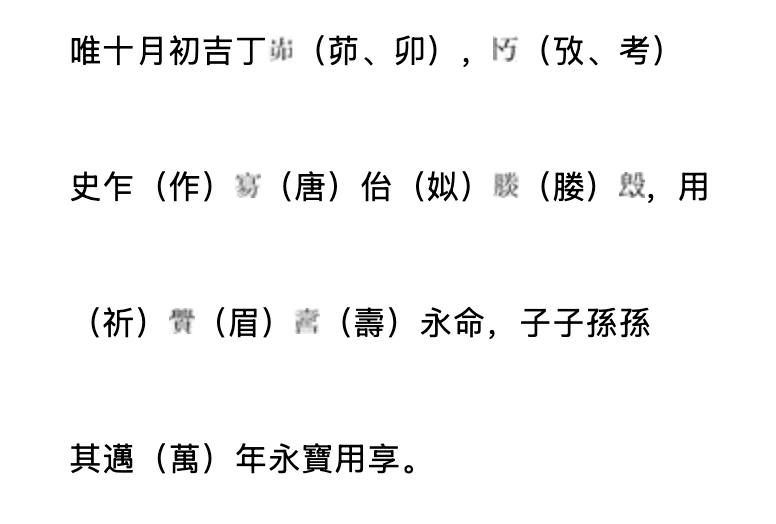 唯十月初吉丁（茆、卯），（攷、考）
史乍（作）（唐）佁（姒）（媵），用
（祈）（眉）（壽）永命，子子孫孫
其邁（萬）年永寶用享。